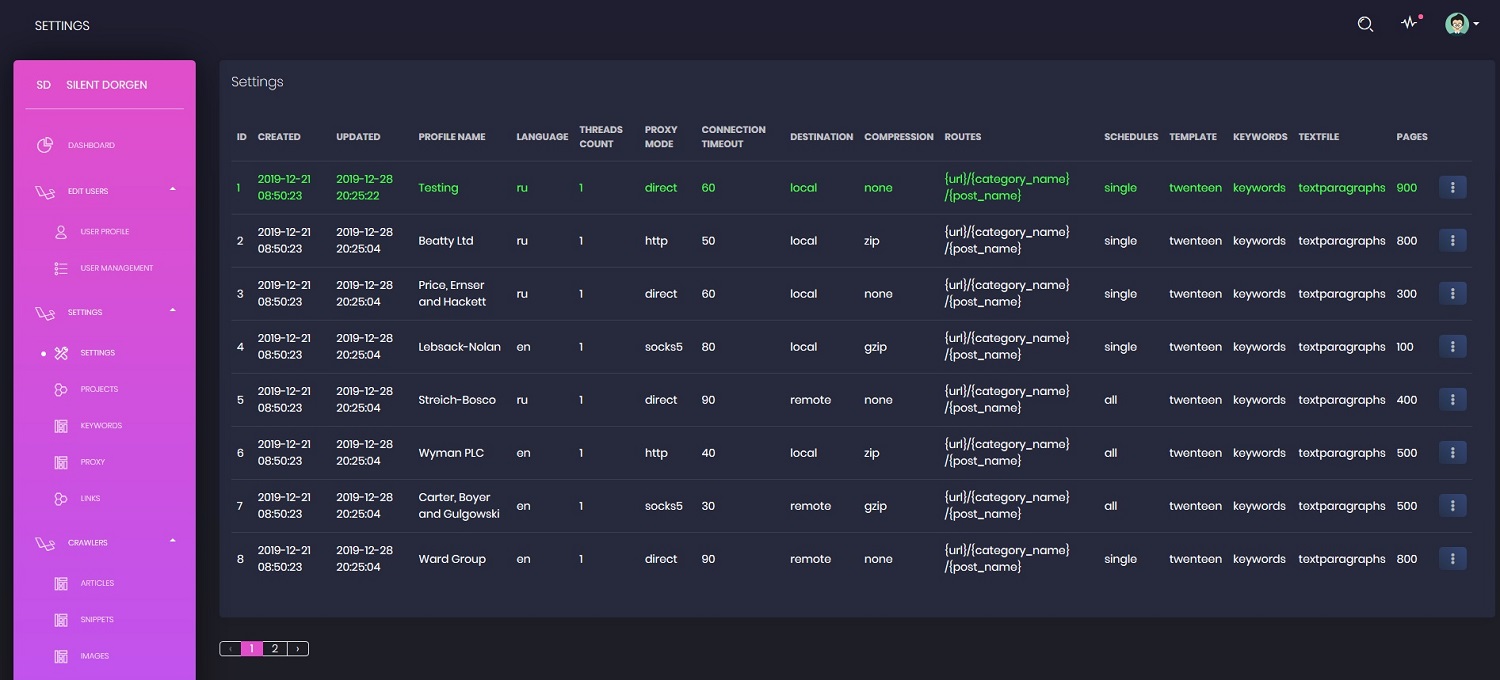 SETTINGS
SD SILENT DORGEN
DASHBOARD
EDIT USERS
USER PROFILE
USER MANAGEMENT
SETTINGS
SETTINGS
PROJECTS
KEYWORDS
PROXY
LINKS
CRAWLERS
ARTICLES
SNIPPETS
IMAGES
Settings
ID CREATED UPDATED PROFILE NAME LANGUAGE THREADS COUNT PROXY MODE CONNECTION TIMEOUT DESTINATION COMPRESSION ROUTES SCHEDULES TEMPLATE KEYWORDS TEXTFILE PAGES
1 2019-12-21 08:50:23 2019-12-28 20:25:22 Testing ru 1 direct 60 local none {url}/{category_name}/{post_name} single twenteen keywords textparagraphs 900
2 2019-12-21 08:50:23 2019-12-28 20:25:04 Beatty Ltd ru 1 http 50 local zip {url}/{category_name}/{post_name} single twenteen keywords textparagraphs 800
3 2019-12-21 08:50:23 2019-12-28 20:25:04 Price, Ernser and Hackett ru 1 direct 60 local none {url}/{category_name}/{post_name} single twenteen keywords textparagraphs 300
4 2019-12-21 08:50:23 2019-12-28 20:25:04 Lebsack-Nolan en 1 socks5 80 local gzip {url}/{category_name}/{post_name} single twenteen keywords textparagraphs 100
5 2019-12-21 08:50:23 2019-12-28 20:25:04 Streich-Bosco ru 1 direct 90 remote none {url}/{category_name}/{post_name} all twenteen keywords textparagraphs 400
6 2019-12-21 08:50:23 2019-12-28 20:25:04 Wyman PLC en 1 http 40 local zip {url}/{category_name}/{post_name} all twenteen keywords textparagraphs 500
7 2019-12-21 08:50:23 2019-12-28 20:25:04 Carter, Boyer and Gulgowski en 1 socks5 30 remote gzip {url}/{category_name}/{post_name} all twenteen keywords textparagraphs 500
8 2019-12-21 08:50:23 2019-12-28 20:25:04 Ward Group en 1 direct 90 remote none {url}/{category_name}/{post_name} single twenteen keywords textparagraphs 800
‹ 1 2 ›